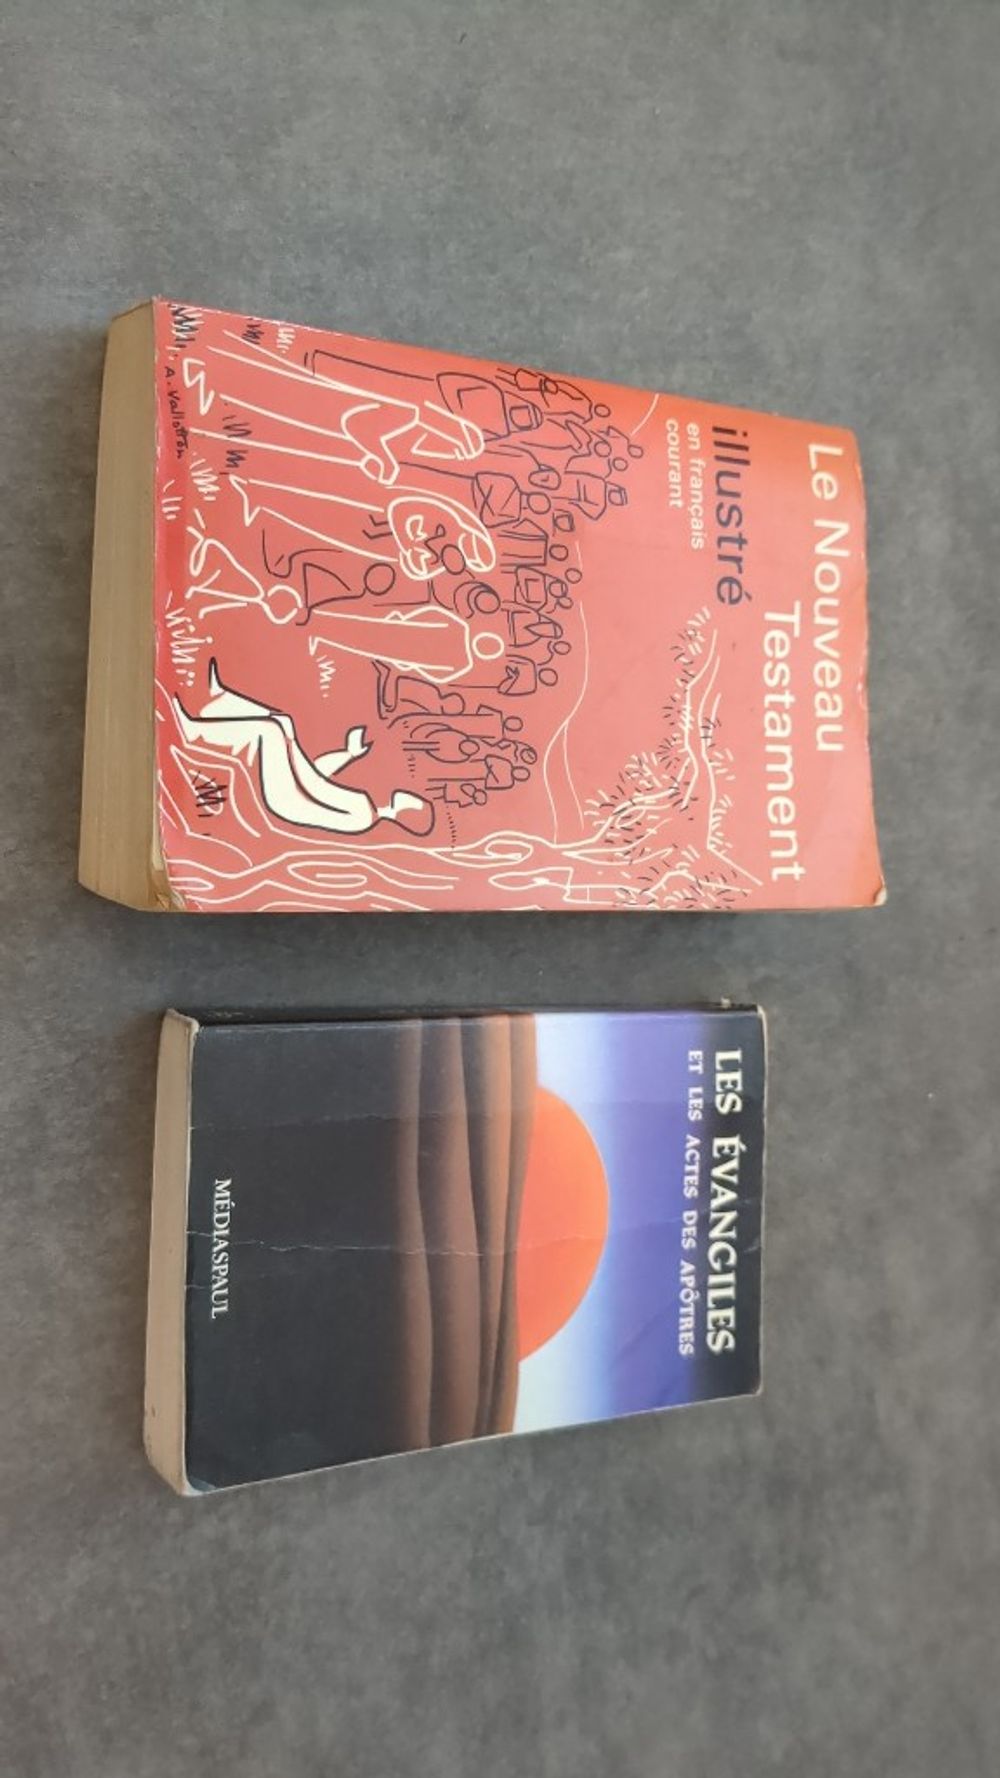 Le Nouveau
Testament
illustré
en français
courant
A. Vallotton
LES ÉVANGILES
ET LES ACTES DES APÔTRES
MÉDIASPAUL